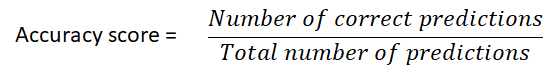 Accuracy score = Number of correct predictions
Total number of predictions